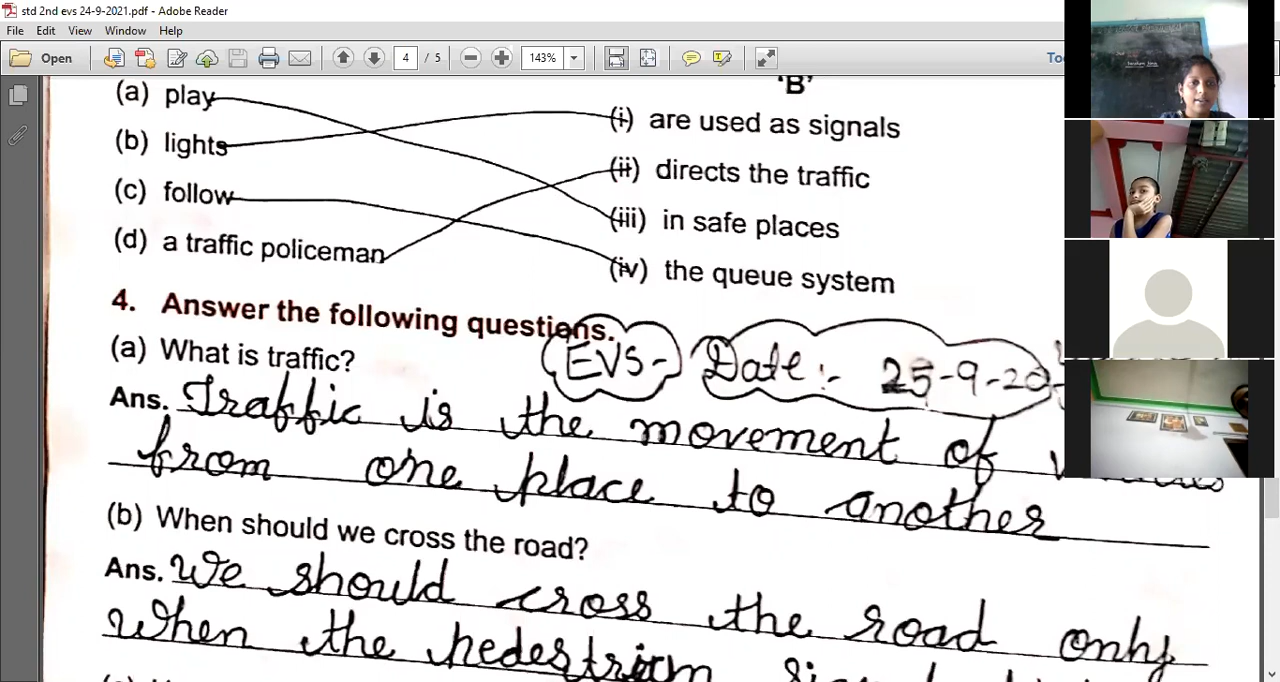 std 2nd evs 24-9-2021.pdf - Adobe Reader
File Edit View Window Help
Open 4 / 5 143%
'B'
(a) play (i) are used as signals
(b) lights (ii) directs the traffic
(c) follow (iii) in safe places
(d) a traffic policeman (iv) the queue system
4. Answer the following questions.
EVS- Date:- 25-9-20
(a) What is traffic?
Ans. Traffic is the movement of
from one place to another
(b) When should we cross the road?
Ans. We should cross the road only
when the pedestrian